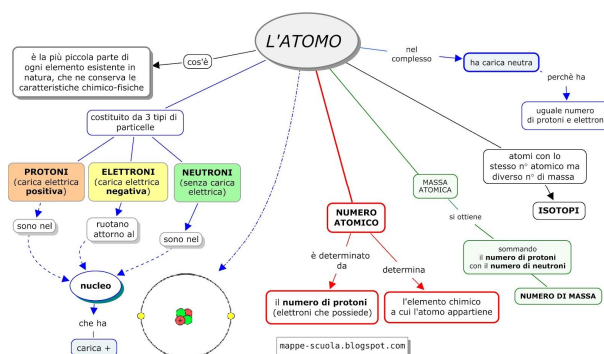 L'ATOMO
è la più piccola parte di
ogni elemento esistente in
natura, che ne conserva le
caratteristiche chimico-fisiche
cos'è
nel
complesso
ha carica neutra
perchè ha
uguale numero
di protoni e elettron
costituito da 3 tipi di
particelle
PROTONI
(carica elettrica
positiva)
ELETTRONI
(carica elettrica
negativa)
NEUTRONI
(senza carica
elettrica)
sono nel
ruotano
attorno al
sono nel
nucleo
che ha
carica +
NUMERO
ATOMICO
è determinato
da
determina
il numero di protoni
(elettroni che possiede)
l'elemento chimico
a cui l'atomo appartiene
MASSA
ATOMICA
si ottiene
sommando
il numero di protoni
con il numero di neutroni
NUMERO DI MASSA
atomi con lo
stesso n° atomico ma
diverso n° di massa
ISOTOPI
mappe-scuola.blogspot.com